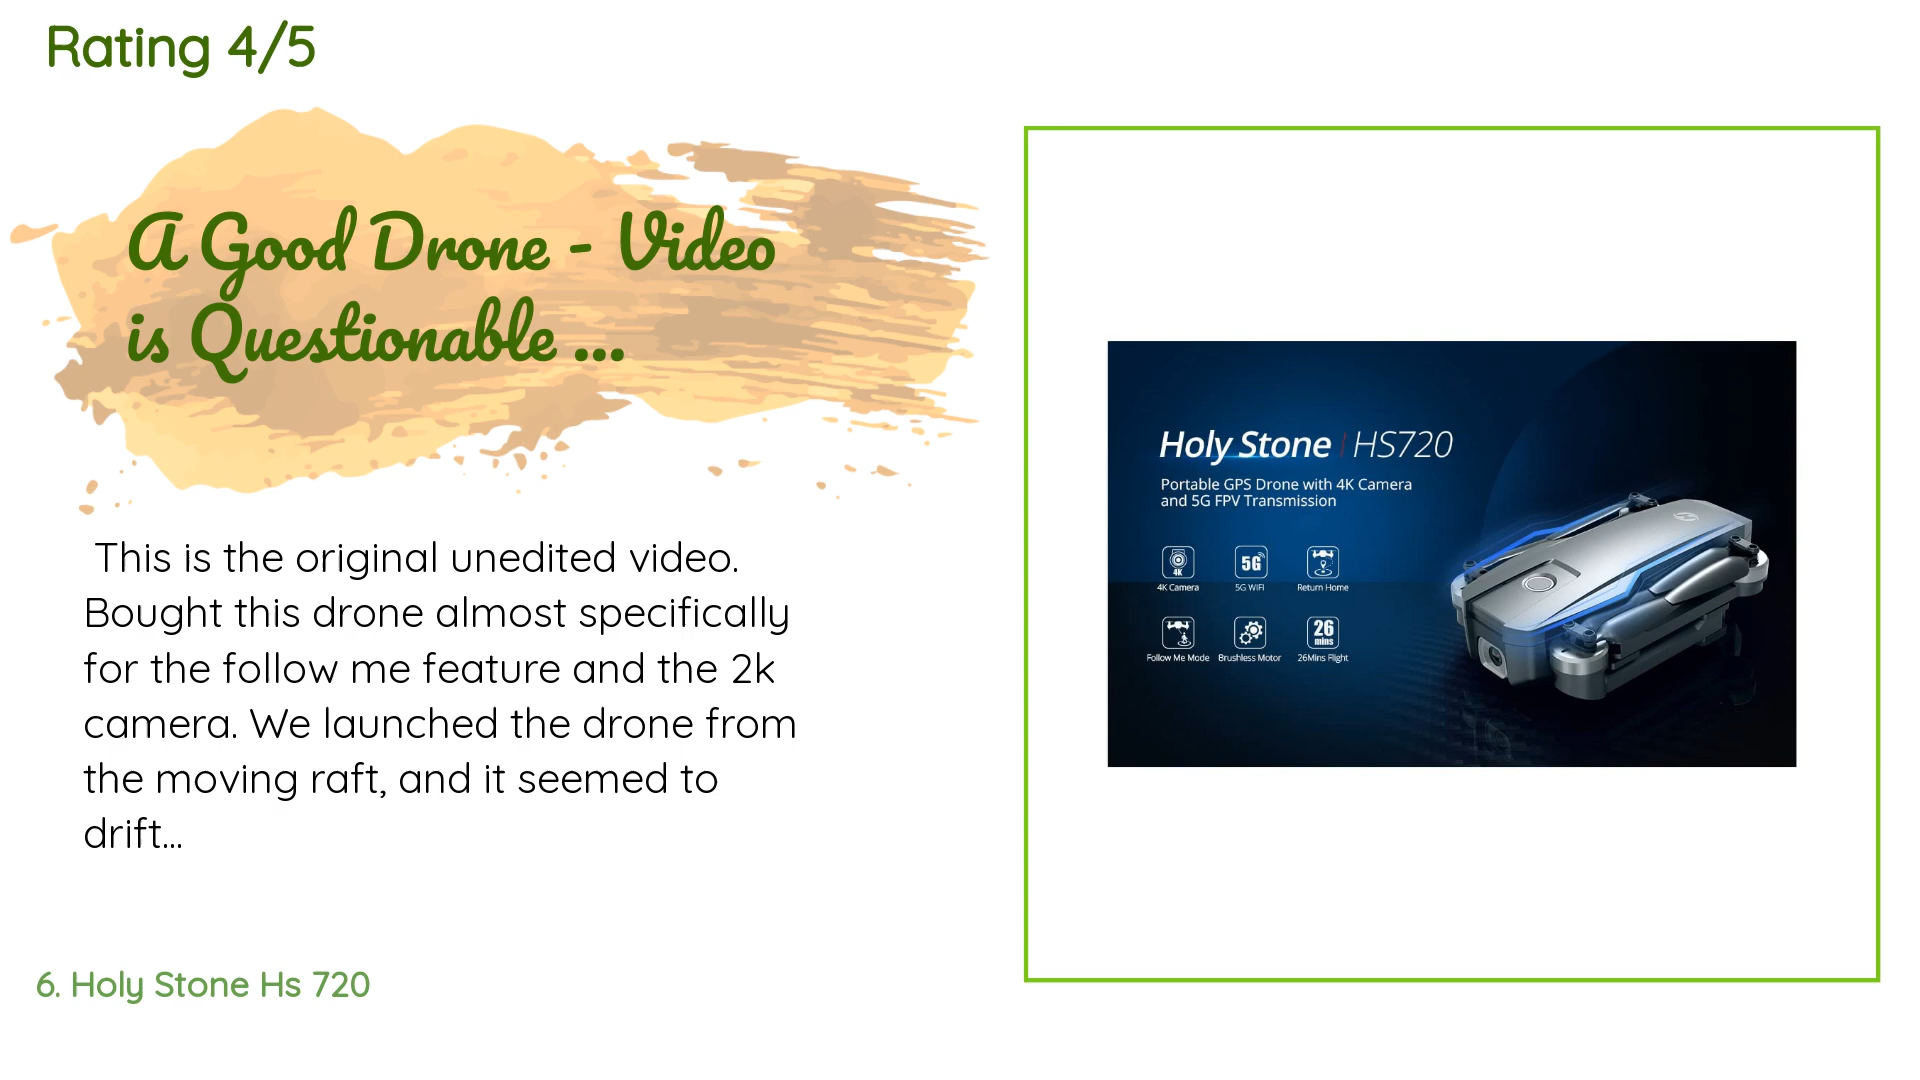 Rating 4/5
A Good Drone - Video
is Questionable ...
This is the original unedited video.
Bought this drone almost specifically
for the follow me feature and the 2k
camera. We launched the drone from
the moving raft, and it seemed to
drift...
6. Holy Stone Hs 720
Holy Stone | HS720
Portable GPS Drone with 4K Camera
and 5G FPV Transmission
4K
5G
4K Camera
5G WiFi
Return Home
26
mins
Follow Me Mode
Brushless Motor
26Mins Flight